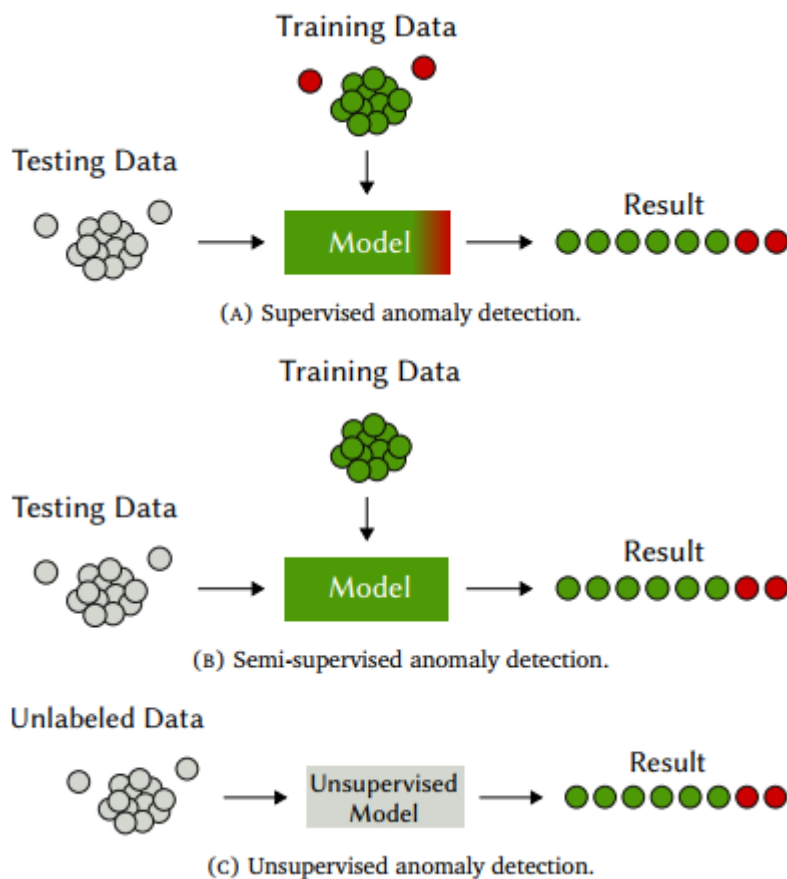 Training Data
Testing Data
Model
Result
(A) Supervised anomaly detection.
Training Data
Testing Data
Model
Result
(B) Semi-supervised anomaly detection.
Unlabeled Data
Unsupervised
Model
Result
(C) Unsupervised anomaly detection.